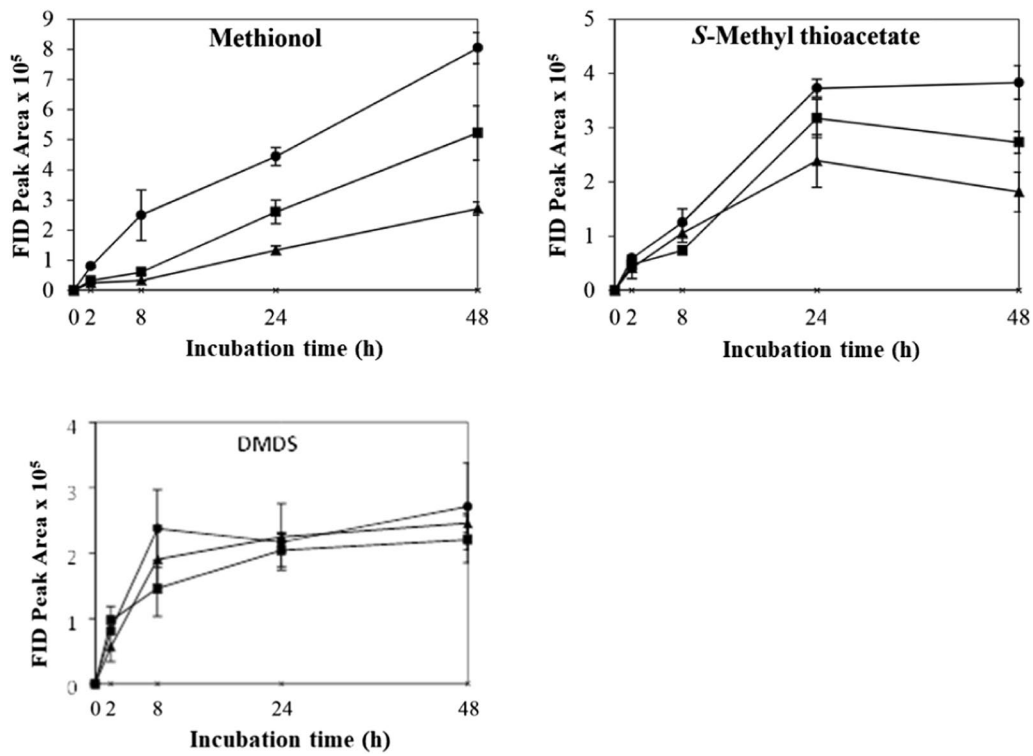 Methionol
FID Peak Area x 10⁵
9
8
7
6
5
4
3
2
1
0
0 2 8 24 48
Incubation time (h)
S-Methyl thioacetate
FID Peak Area x 10⁵
5
4
3
2
1
0
0 2 8 24 48
Incubation time (h)
DMDS
FID Peak Area x 10⁵
4
3
2
1
0
0 2 8 24 48
Incubation time (h)